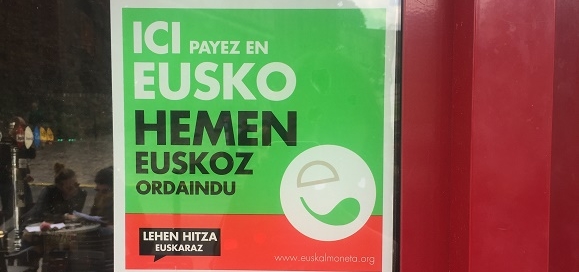 ICI PAYEZ EN
EUSKO
HEMEN
EUSKOZ
ORDAINDU
LEHEN HITZA
EUSKARAZ
www.euskalmoneta.org